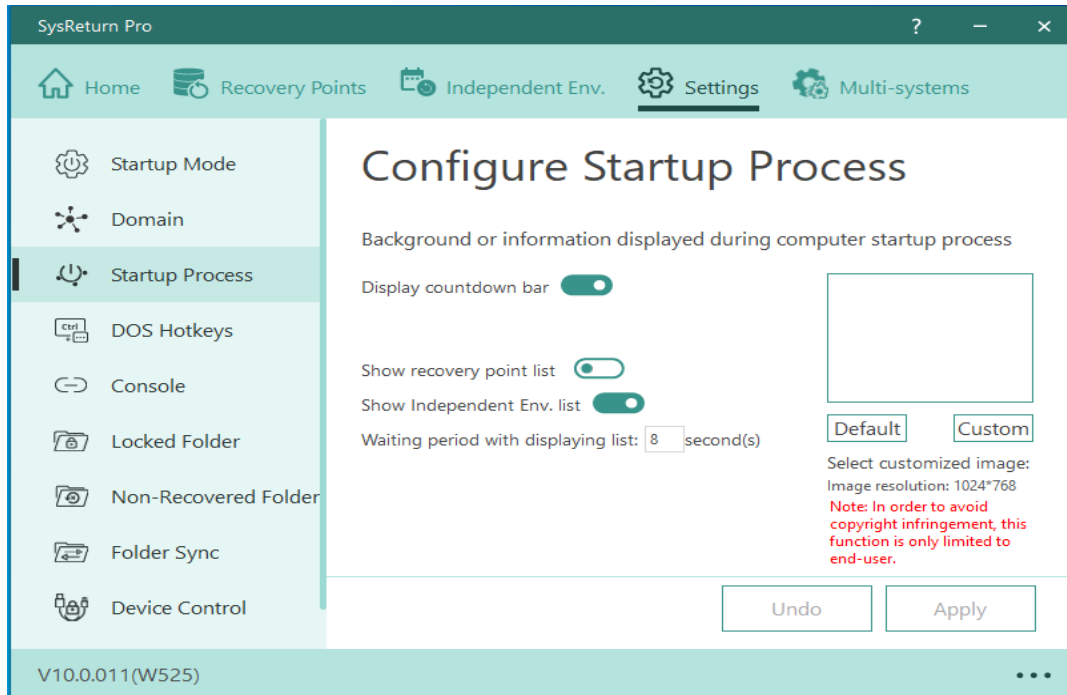 SysReturn Pro
?
Home
Recovery Points
Independent Env.
Settings
Multi-systems
Startup Mode
Domain
Startup Process
Ctrl
DOS Hotkeys
Console
Locked Folder
Non-Recovered Folder
Folder Sync
Device Control
Configure Startup Process
Background or information displayed during computer startup process
Display countdown bar
Show recovery point list
Show Independent Env. list
Waiting period with displaying list: 8 second(s)
Default
Custom
Select customized image:
Image resolution: 1024*768
Note: In order to avoid
copyright infringement, this
function is only limited to
end-user.
Undo
Apply
V10.0.011(W525)